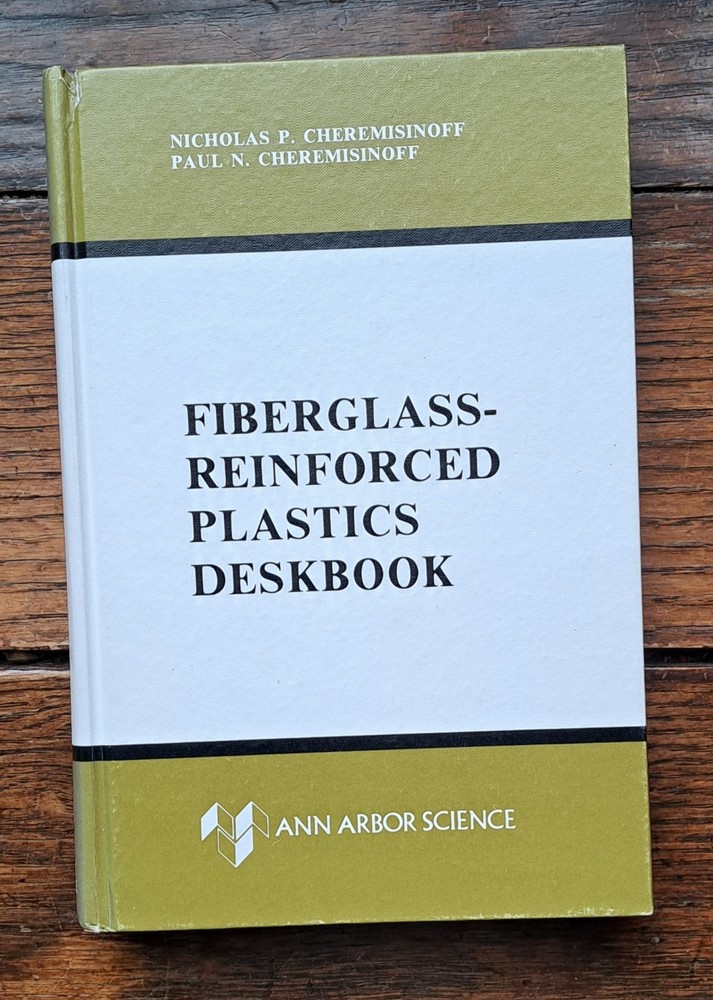 NICHOLAS P. CHEREMISINOFF
PAUL N. CHEREMISINOFF
FIBERGLASS-
REINFORCED
PLASTICS
DESKBOOK
ANN ARBOR SCIENCE